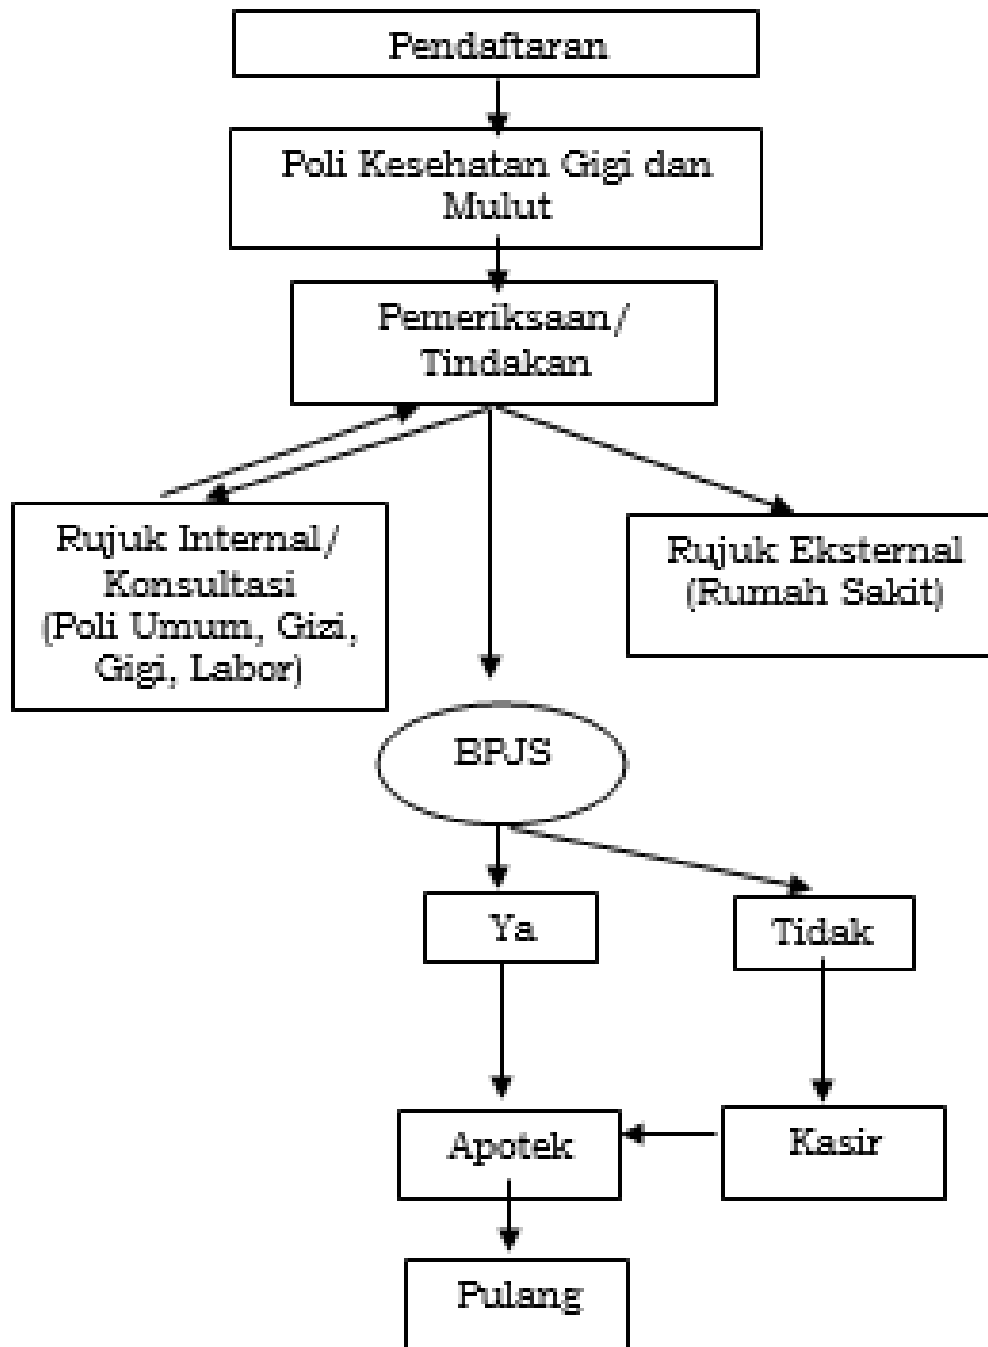 Pendaftaran
Poli Kesehatan Gigi dan
Mulut
Pemeriksaan/
Tindakan
Rujuk Internal/
Konsultasi
(Poli Umum, Gizi,
Gigi, Labor)
Rujuk Eksternal
(Rumah Sakit)
BPJS
Ya
Tidak
Apotek
Kasir
Pulang